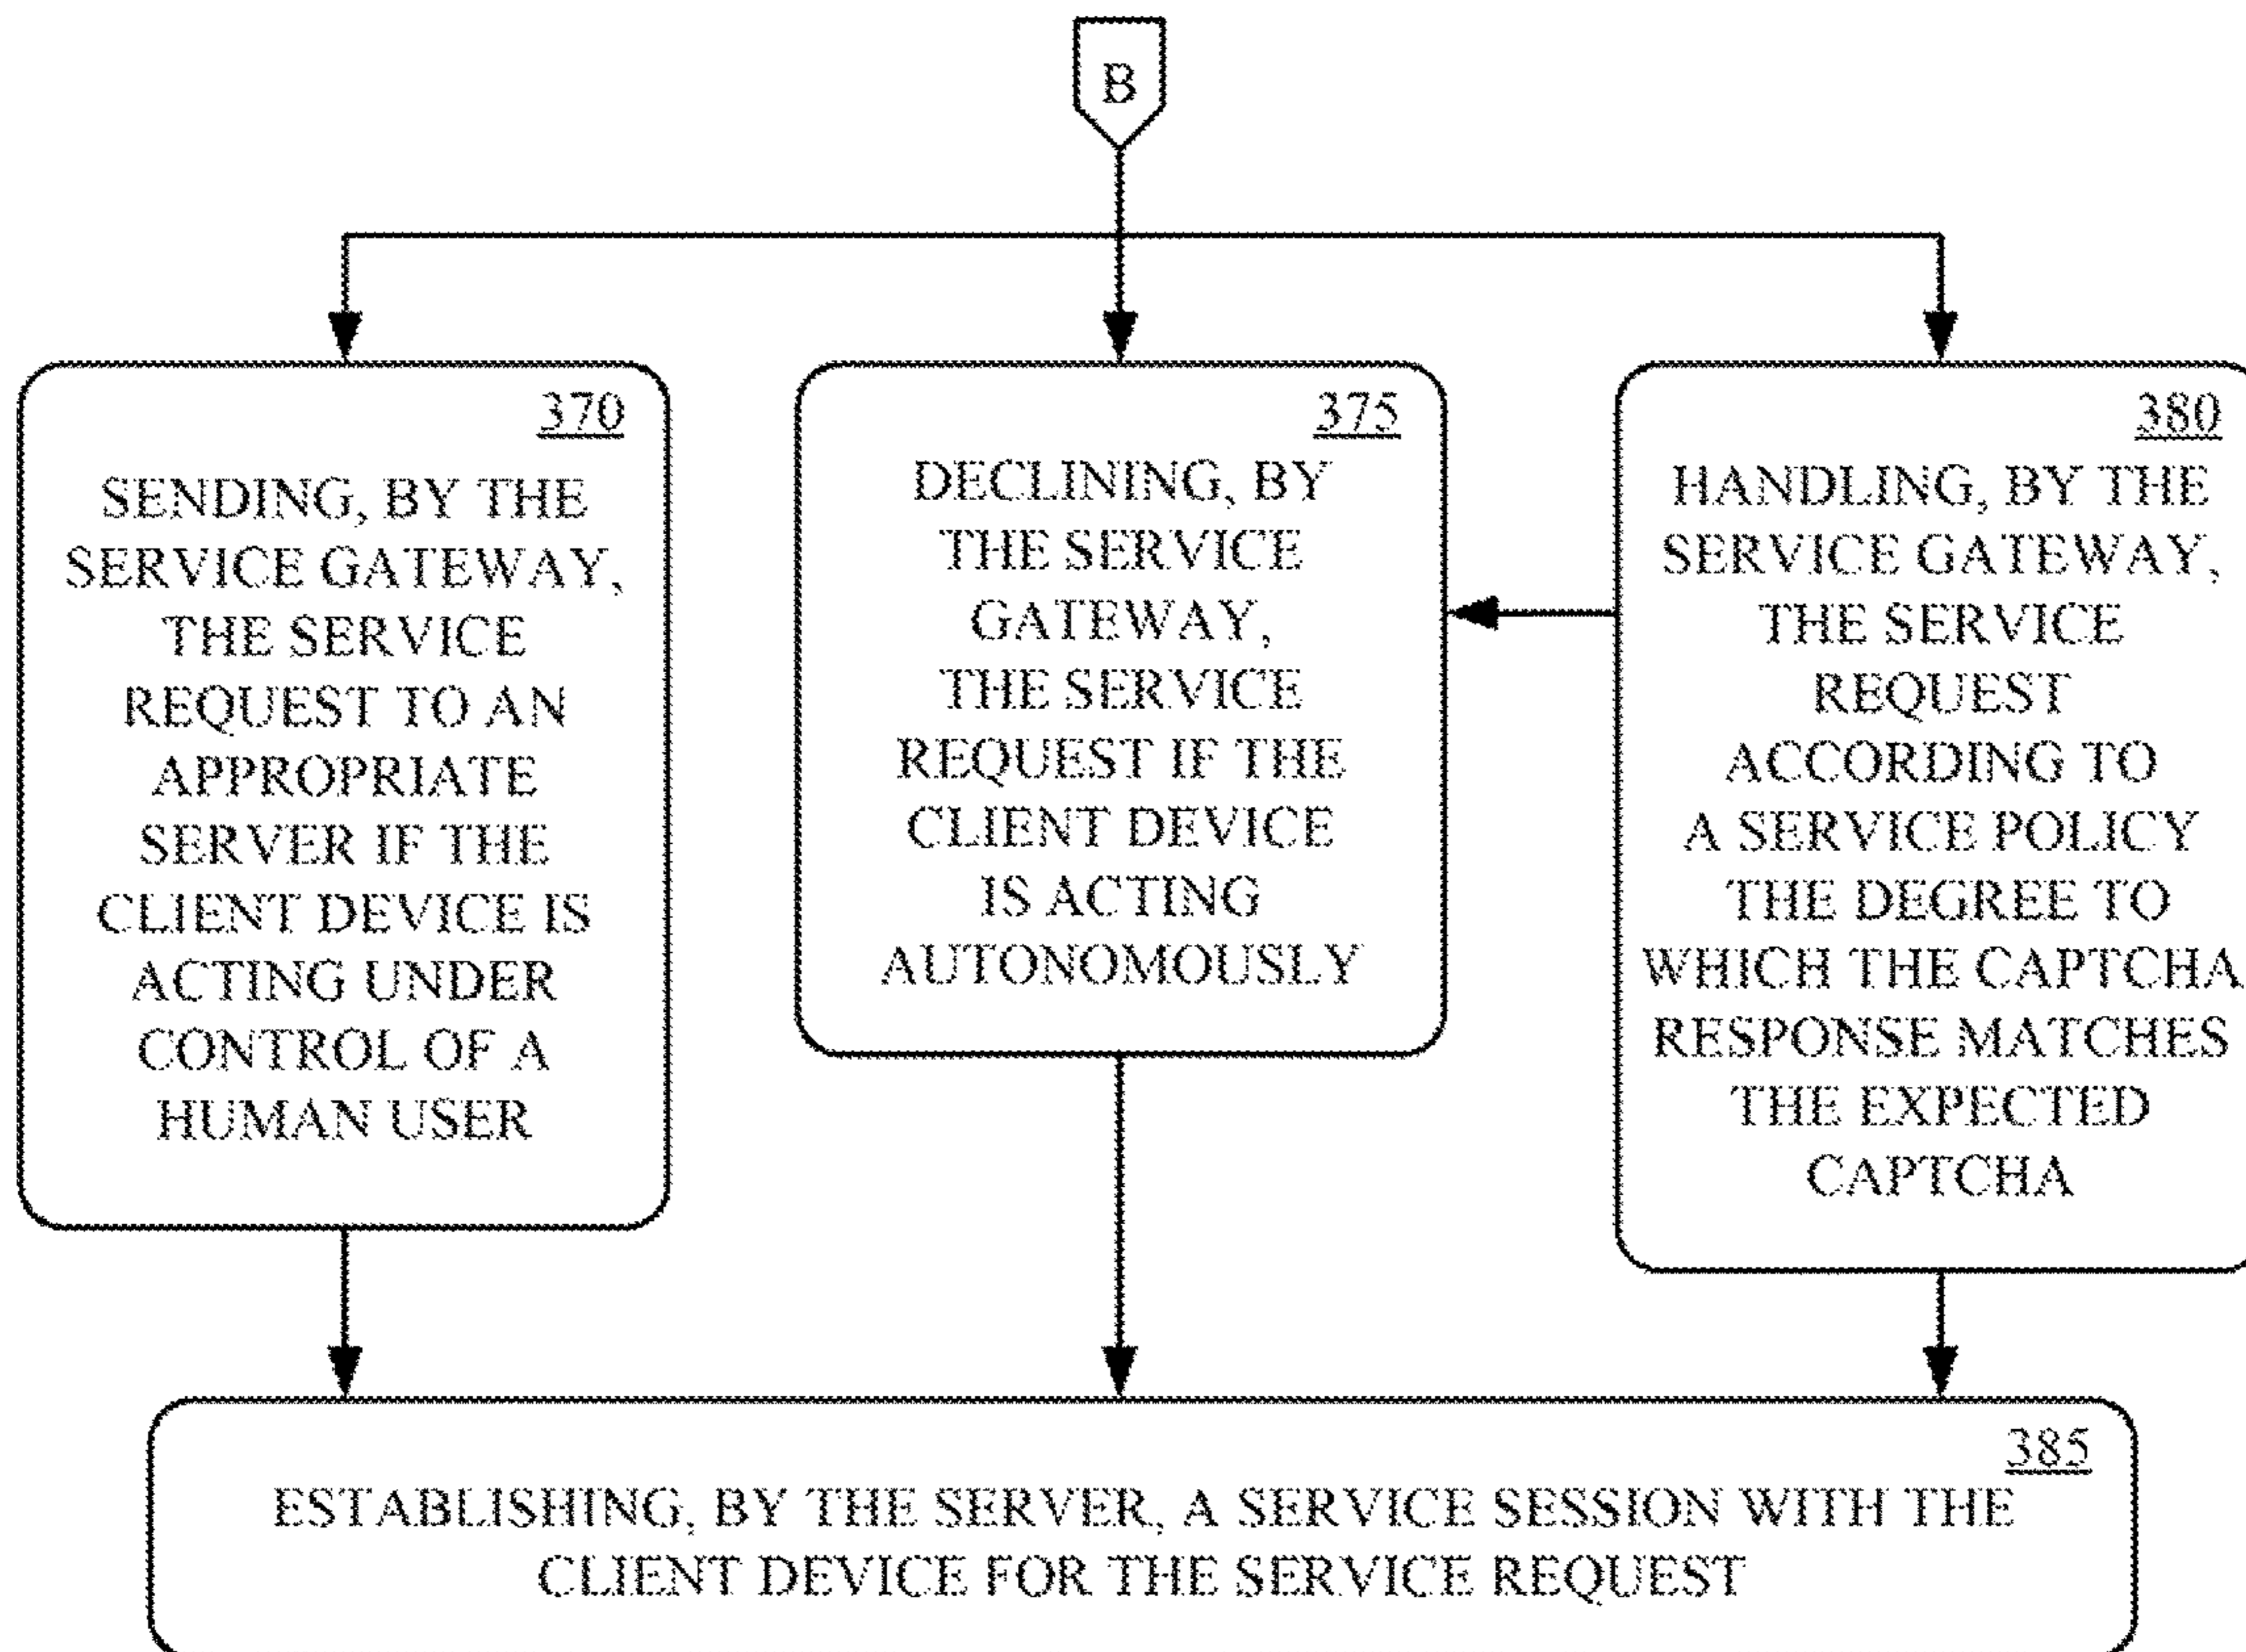 B
370
SENDING, BY THE
SERVICE GATEWAY,
THE SERVICE
REQUEST TO AN
APPROPRIATE
SERVER IF THE
CLIENT DEVICE IS
ACTING UNDER
CONTROL OF A
HUMAN USER
375
DECLINING, BY
THE SERVICE
GATEWAY,
THE SERVICE
REQUEST IF THE
CLIENT DEVICE
IS ACTING
AUTONOMOUSLY
380
HANDLING, BY THE
SERVICE GATEWAY,
THE SERVICE
REQUEST
ACCORDING TO
A SERVICE POLICY
THE DEGREE TO
WHICH THE CAPTCHA
RESPONSE MATCHES
THE EXPECTED
CAPTCHA
385
ESTABLISHING, BY THE SERVER, A SERVICE SESSION WITH THE
CLIENT DEVICE FOR THE SERVICE REQUEST